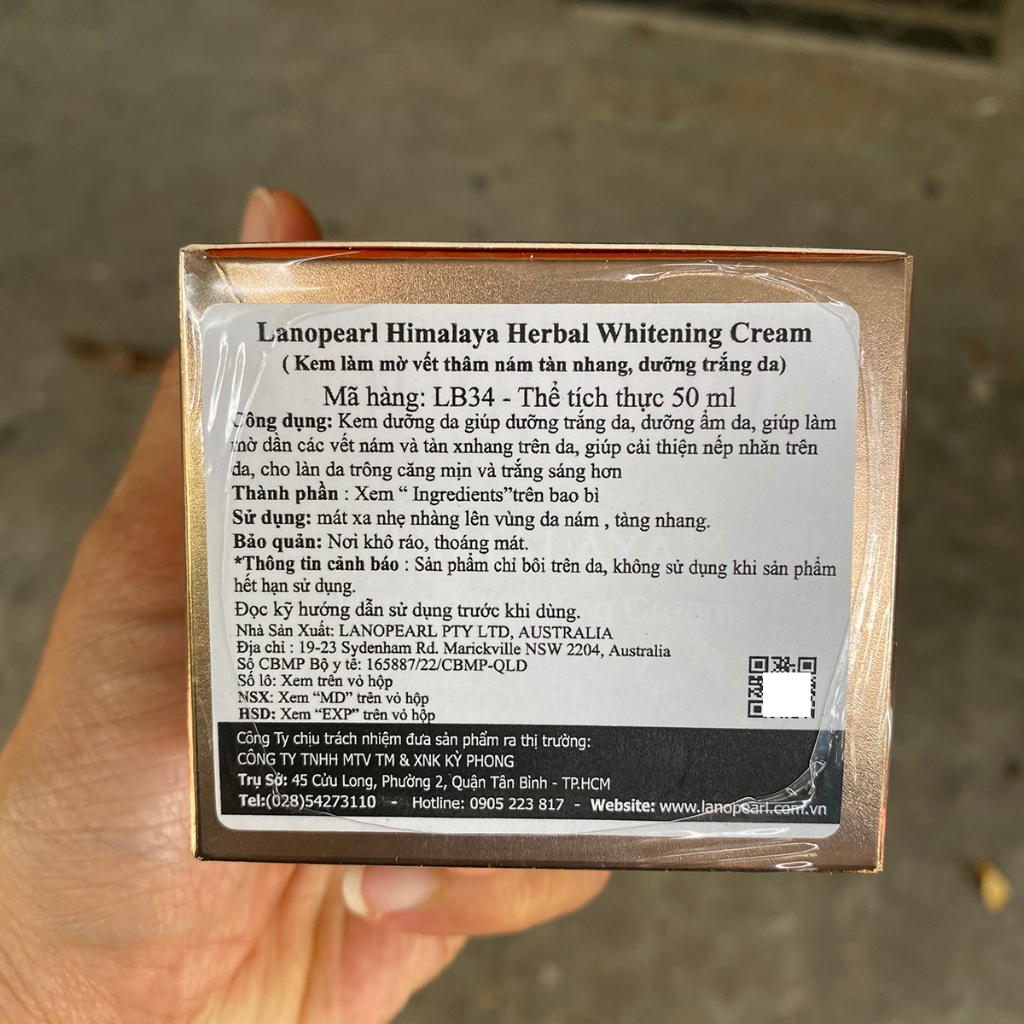 Lanopearl Himalaya Herbal Whitening Cream
( Kem làm mờ vết thâm nám tàn nhang, dưỡng trắng da)
Mã hàng: LB34 - Thể tích thực 50 ml
Công dụng: Kem dưỡng da giúp dưỡng trắng da, dưỡng ẩm da, giúp làm
mờ dần các vết nám và tàn xnhang trên da, giúp cải thiện nếp nhăn trên
da, cho làn da trông căng mịn và trắng sáng hơn
Thành phần : Xem “ Ingredients”trên bao bì
Sử dụng: mát xa nhẹ nhàng lên vùng da nám , tàng nhang.
Bảo quản: Nơi khô ráo, thoáng mát.
*Thông tin cảnh báo : Sản phẩm chỉ bôi trên da, không sử dụng khi sản phẩm
hết hạn sử dụng.
Đọc kỹ hướng dẫn sử dụng trước khi dùng.
Nhà Sản Xuất: LANOPEARL PTY LTD, AUSTRALIA
Địa chỉ : 19-23 Sydenham Rd. Marickville NSW 2204, Australia
Số CBMP Bộ y tê: 165887/22/CBMP-QLD
Số lô: Xem trên vỏ hộp
NSX: Xem “MD” trên vỏ hộp
HSD: Xem “EXP” trên vỏ hộp
Công Ty chịu trách nhiệm đưa sản phẩm ra thị trường:
CÔNG TY TNHH MTV TM & XNK KỲ PHONG
Trụ Sở: 45 Cửu Long, Phường 2, Quận Tân Bình - TP.HCM
Tel:(028)54273110 - Hotline: 0905 223 817 - Website: www.lanopearl.com.vn